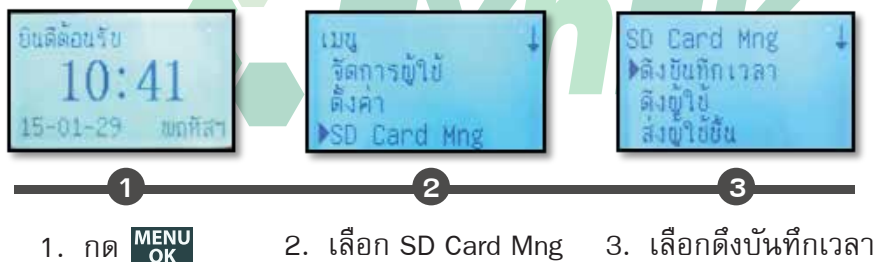 ยินดีต้อนรับ
10:41
15-01-29 พฤหัสฯ
เมนู
จัดการผู้ใช้
ตั้งค่า
SD Card Mng
SD Card Mng
ดึงบันทึกเวลา
ดึงผู้ใช้
ส่งผู้ใช้ขึ้น
1
2
3
1. กด MENU OK
2. เลือก SD Card Mng
3. เลือกดึงบันทึกเวลา